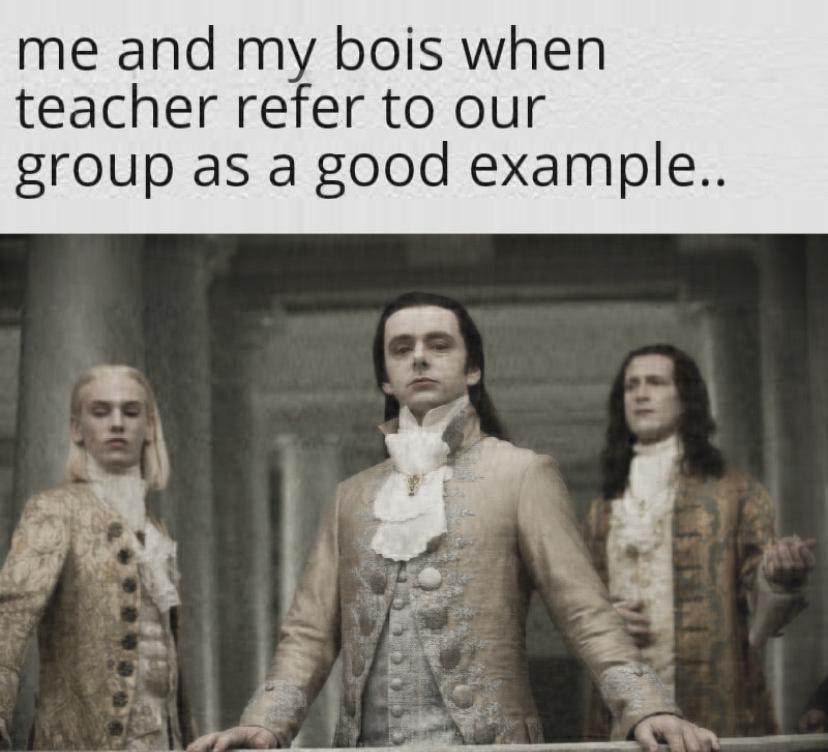 me and my bois when
teacher refer to our
group as a good example..